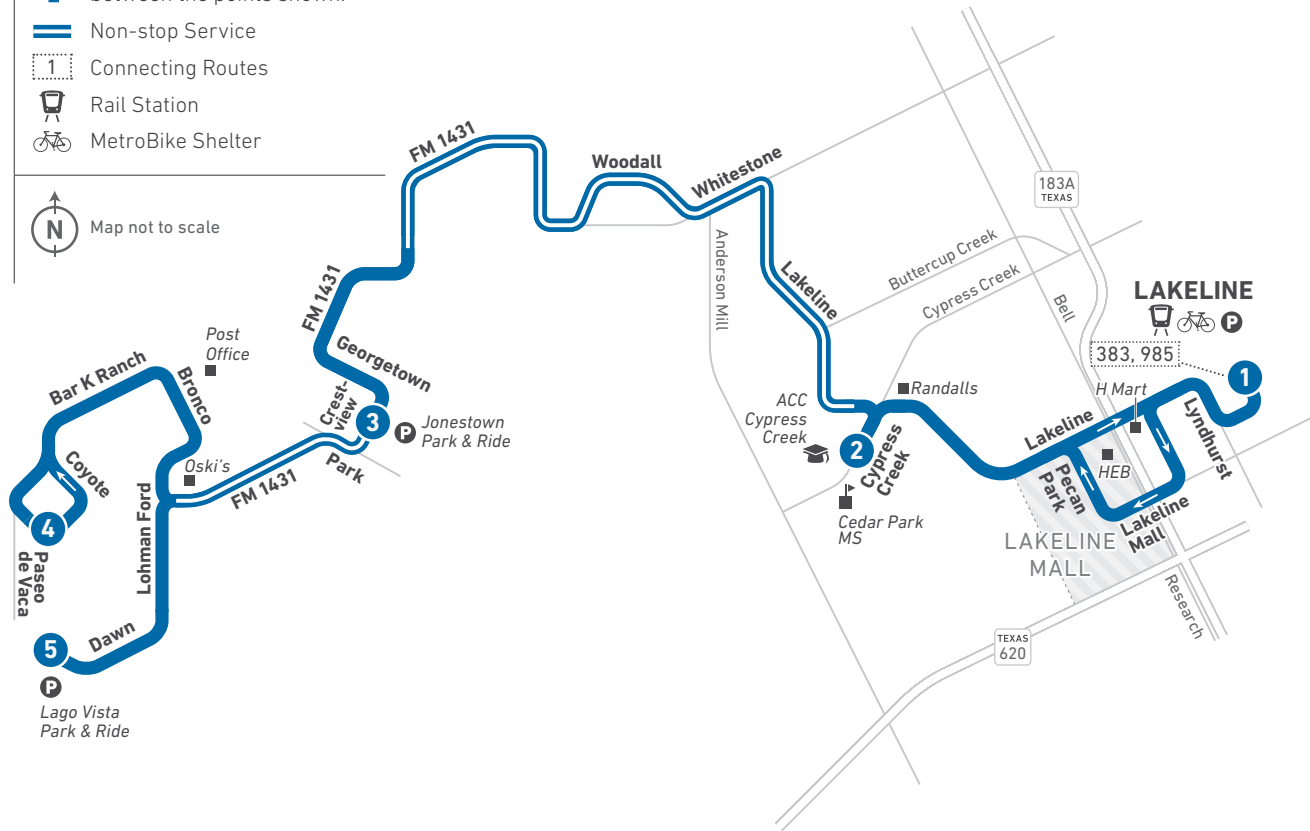 between the points shown.
Non-stop Service
1 Connecting Routes
Rail Station
MetroBike Shelter
N
Map not to scale
FM 1431
Woodall
Whitestone
183A
TEXAS
Anderson Mill
Buttercup Creek
Cypress Creek
Lakeline
Bell
LAKELINE
P
383, 985
1
FM 1431
Georgetown
Post
Office
Bar K Ranch
Bronco
Crest-
view
3
P
Jonestown
Park & Ride
Park
FM 1431
Oski's
Coyote
4
Paseo
de Vaca
Lohman Ford
Dawn
5
P
Lago Vista
Park & Ride
Randalls
ACC
Cypress
Creek
2
Cypress
Creek
Cedar Park
MS
H Mart
Lakeline
Lyndhurst
HEB
Pecan
Park
Lakeline
Mall
LAKELINE
MALL
Research
TEXAS
620